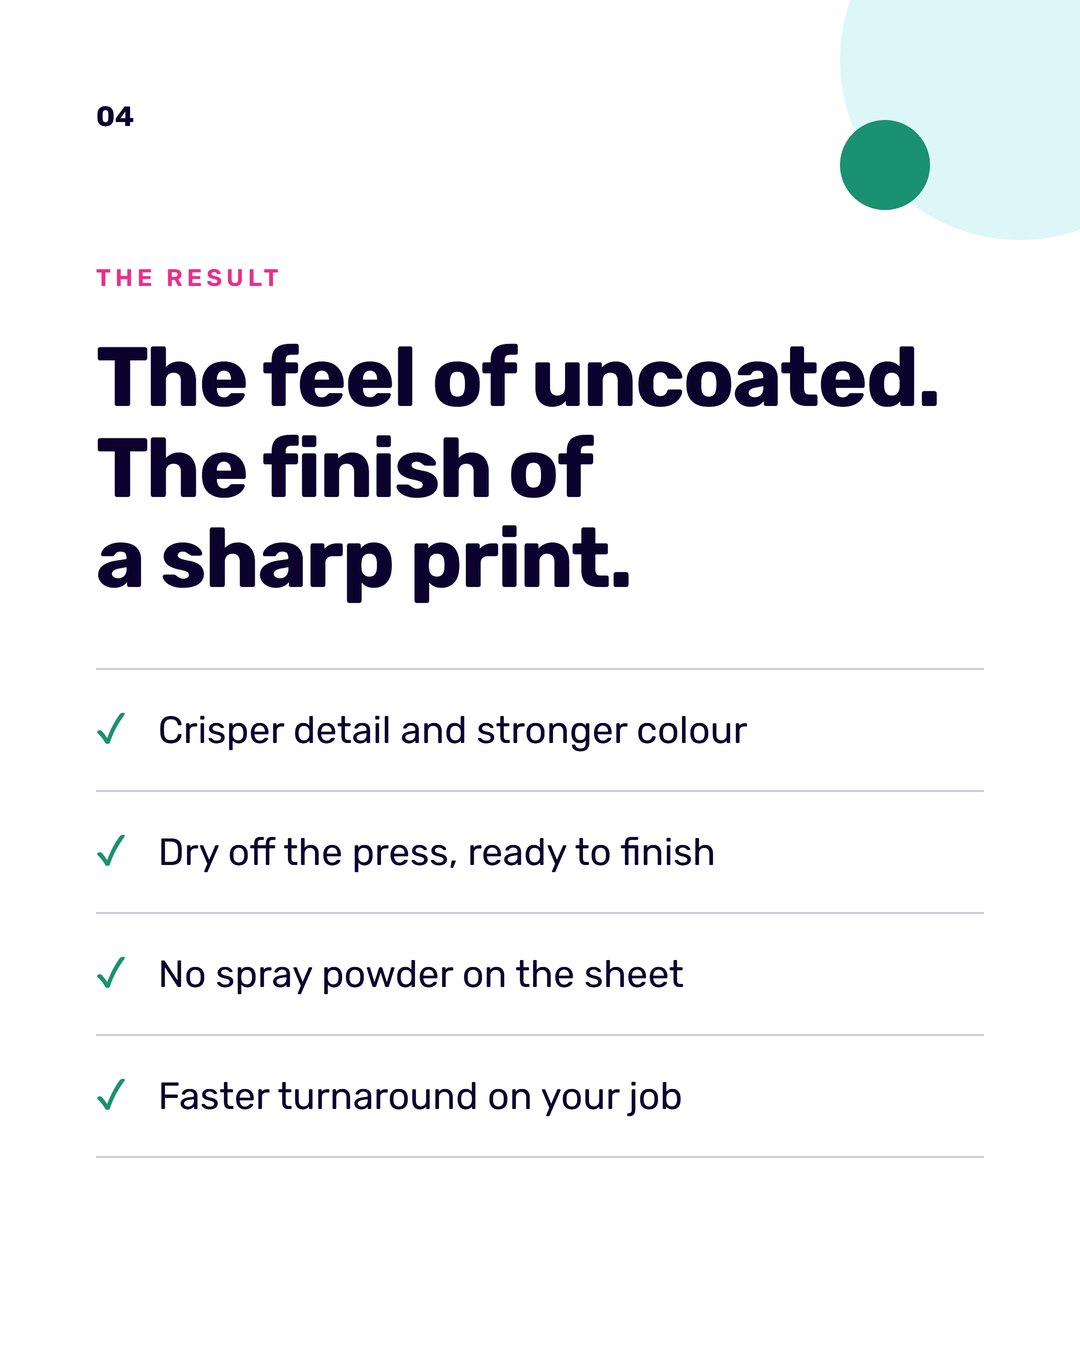 04
THE RESULT
The feel of uncoated.
The finish of
a sharp print.
✓ Crisper detail and stronger colour
✓ Dry off the press, ready to finish
✓ No spray powder on the sheet
✓ Faster turnaround on your job